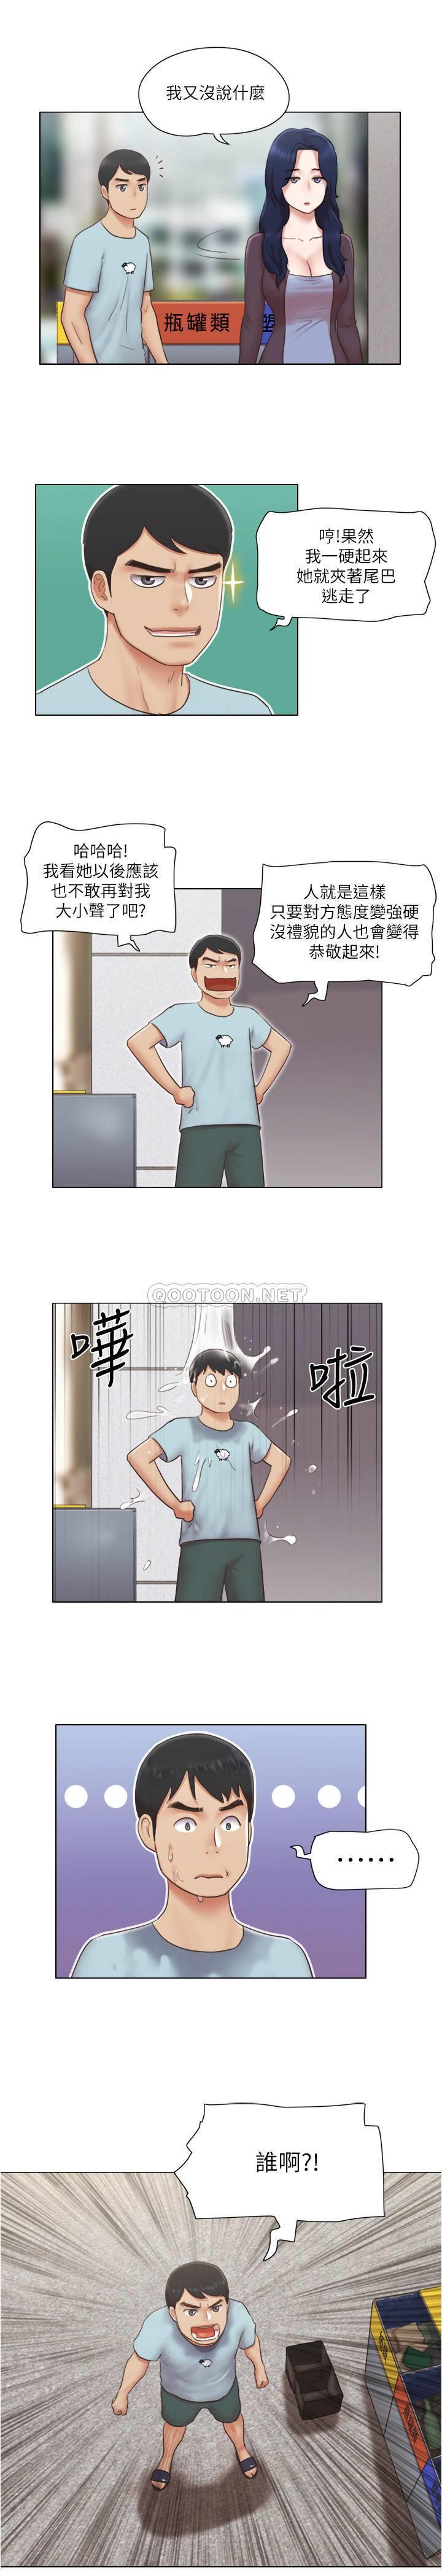 我又沒說什麼
瓶罐類
塑
哼!果然
我一硬起來
她就夾著尾巴
逃走了
哈哈哈!
我看她以後應該
也不敢再對我
大小聲了吧?
人就是這樣
只要對方態度變強硬
沒禮貌的人也會變得
恭敬起來!
QOOTOON.NET
嘩
啦
......
誰啊?!